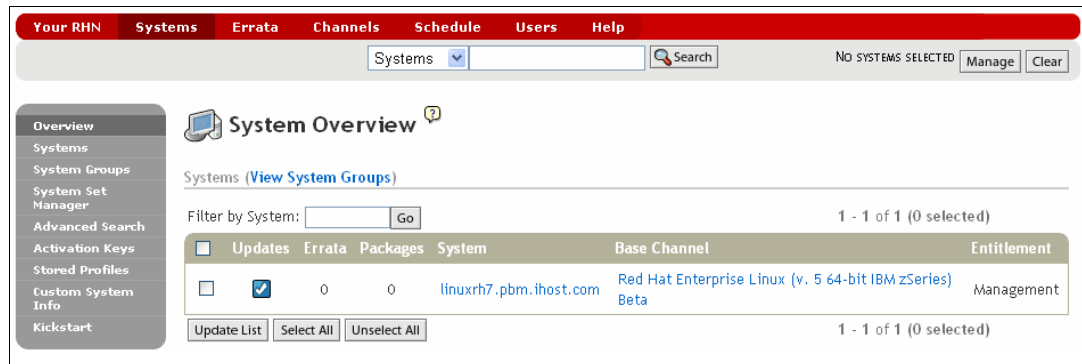 Your RHN Systems Errata Channels Schedule Users Help
Systems Search NO SYSTEMS SELECTED Manage Clear
Overview
Systems
System Groups
System Set
Manager
Advanced Search
Activation Keys
Stored Profiles
Custom System
Info
Kickstart
System Overview ?
Systems (View System Groups)
Filter by System: Go 1 - 1 of 1 (0 selected)
Updates Errata Packages System Base Channel Entitlement
0 0 linuxrh7.pbm.ihost.com Red Hat Enterprise Linux (v. 5 64-bit IBM zSeries) Management
Beta
Update List Select All Unselect All 1 - 1 of 1 (0 selected)